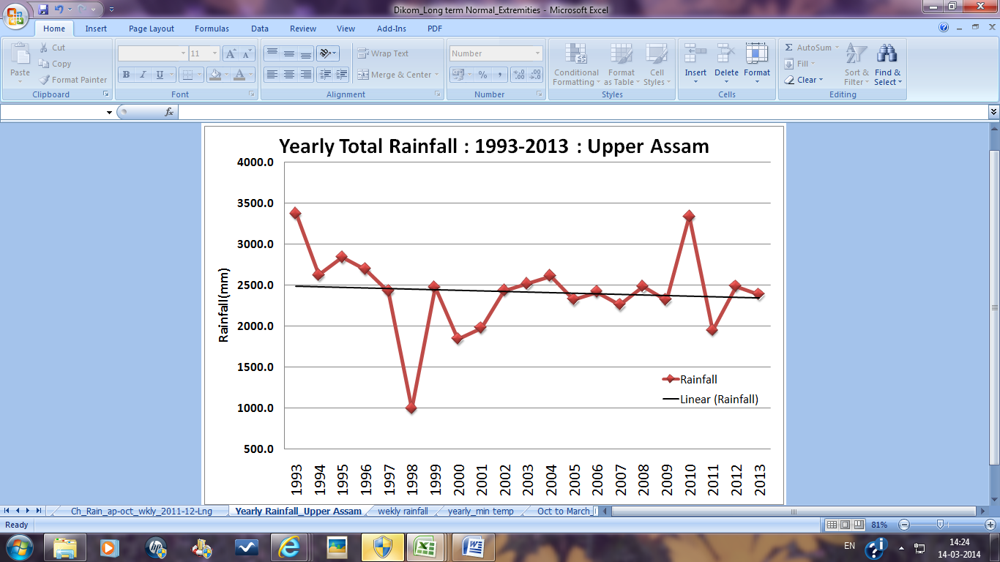 Dikom_Long term Normal_Extremities - Microsoft Excel
Home Insert Page Layout Formulas Data Review View Add-Ins PDF
Paste
Cut
Copy
Format Painter
Clipboard
11
B I U
A A
A
Font
Wrap Text
Merge & Center
Alignment
Number
% , .0 .00 .00 .0
Number
Conditional Formatting
Format as Table
Cell Styles
Styles
Insert Delete Format
Cells
Σ AutoSum
Fill
Clear
Sort & Filter
Find & Select
Editing
fx
Yearly Total Rainfall : 1993-2013 : Upper Assam
4000.0
3500.0
3000.0
2500.0
2000.0
1500.0
1000.0
500.0
Rainfall(mm)
Rainfall
Linear (Rainfall)
1993 1994 1995 1996 1997 1998 1999 2000 2001 2002 2003 2004 2005 2006 2007 2008 2009 2010 2011 2012 2013
Ch_Rain_ap-oct_wkly_2011-12-Lng Yearly Rainfall_Upper Assam wekly rainfall yearly_min temp Oct to March
Ready
81%
hp
EN
14:24
14-03-2014